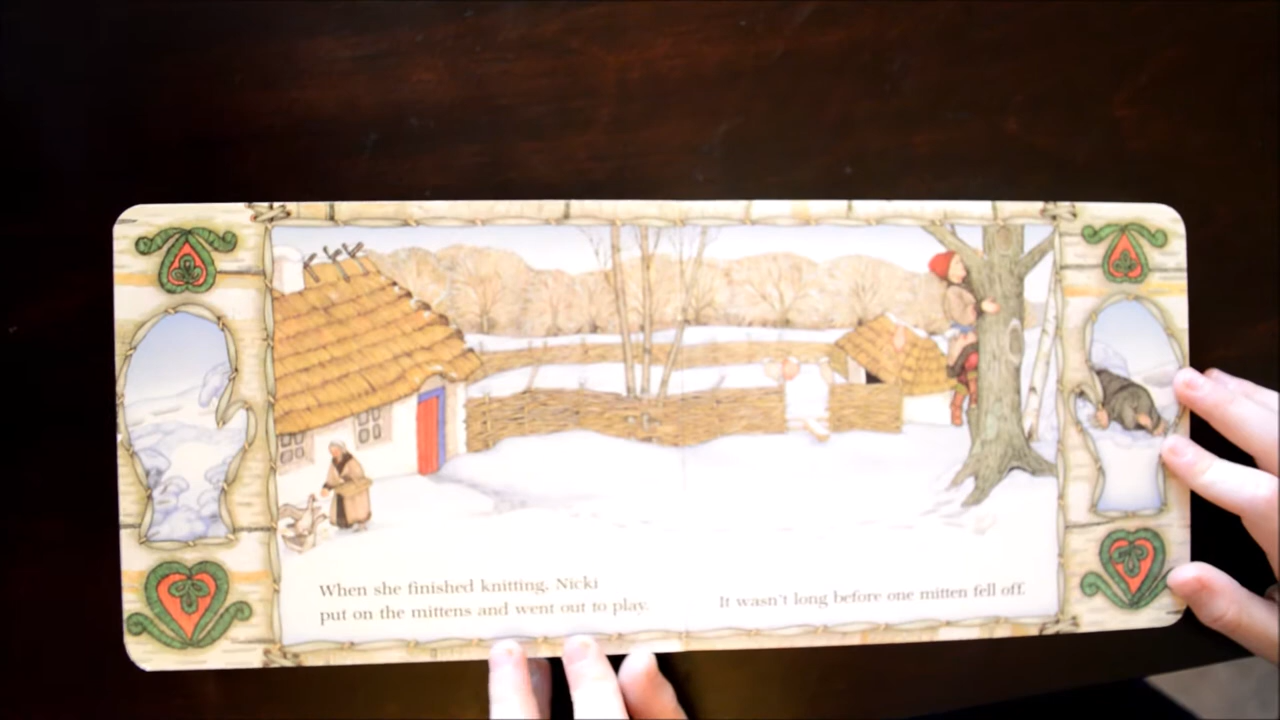 When she finished knitting, Nicki
put on the mittens and went out to play.
It wasn't long before one mitten fell off.